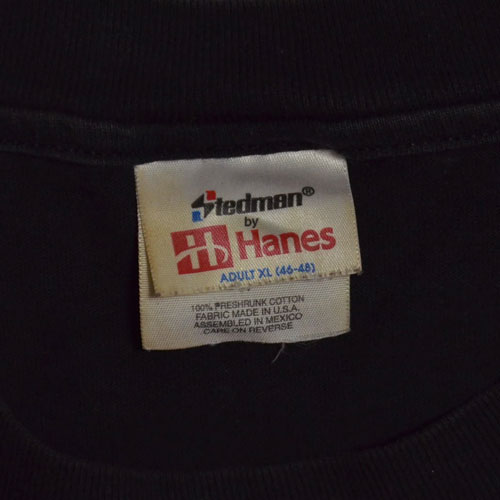 Stedman®
by
Hanes
ADULT XL (46-48)
100% PRESHRUNK COTTON
FABRIC MADE IN U.S.A.
ASSEMBLED IN MEXICO
CARE ON REVERSE